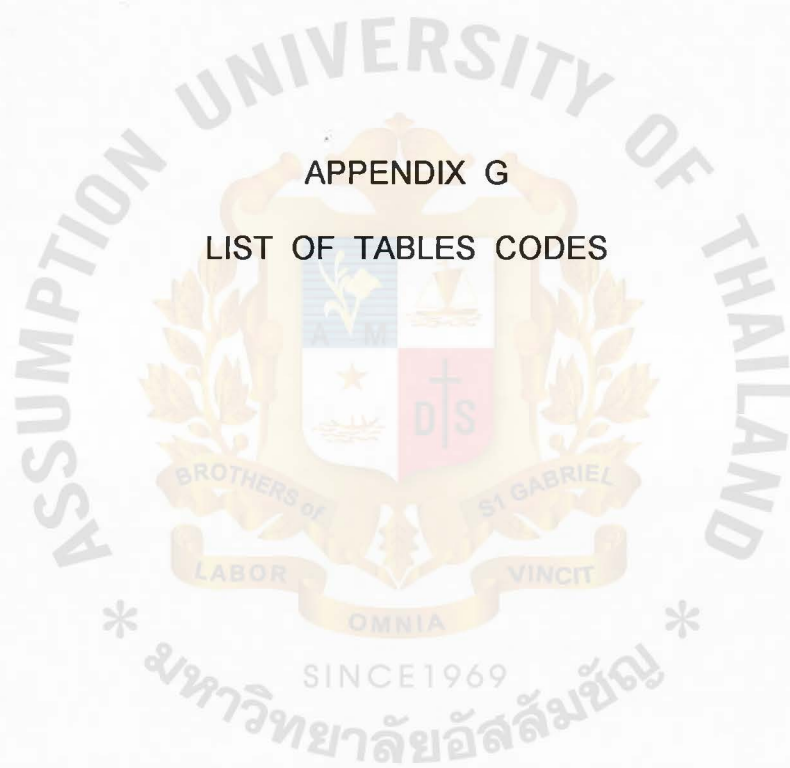 UNIVERSITY OF
APPENDIX G
LIST OF TABLES CODES
ASSUMPTION
THAILAND
A M
D S
BROTHERS of
ST GABRIEL
LABOR
VINCIT
OMNIA
SINCE1969
* มหาวิทยาลัยอัสสัมชัญ *